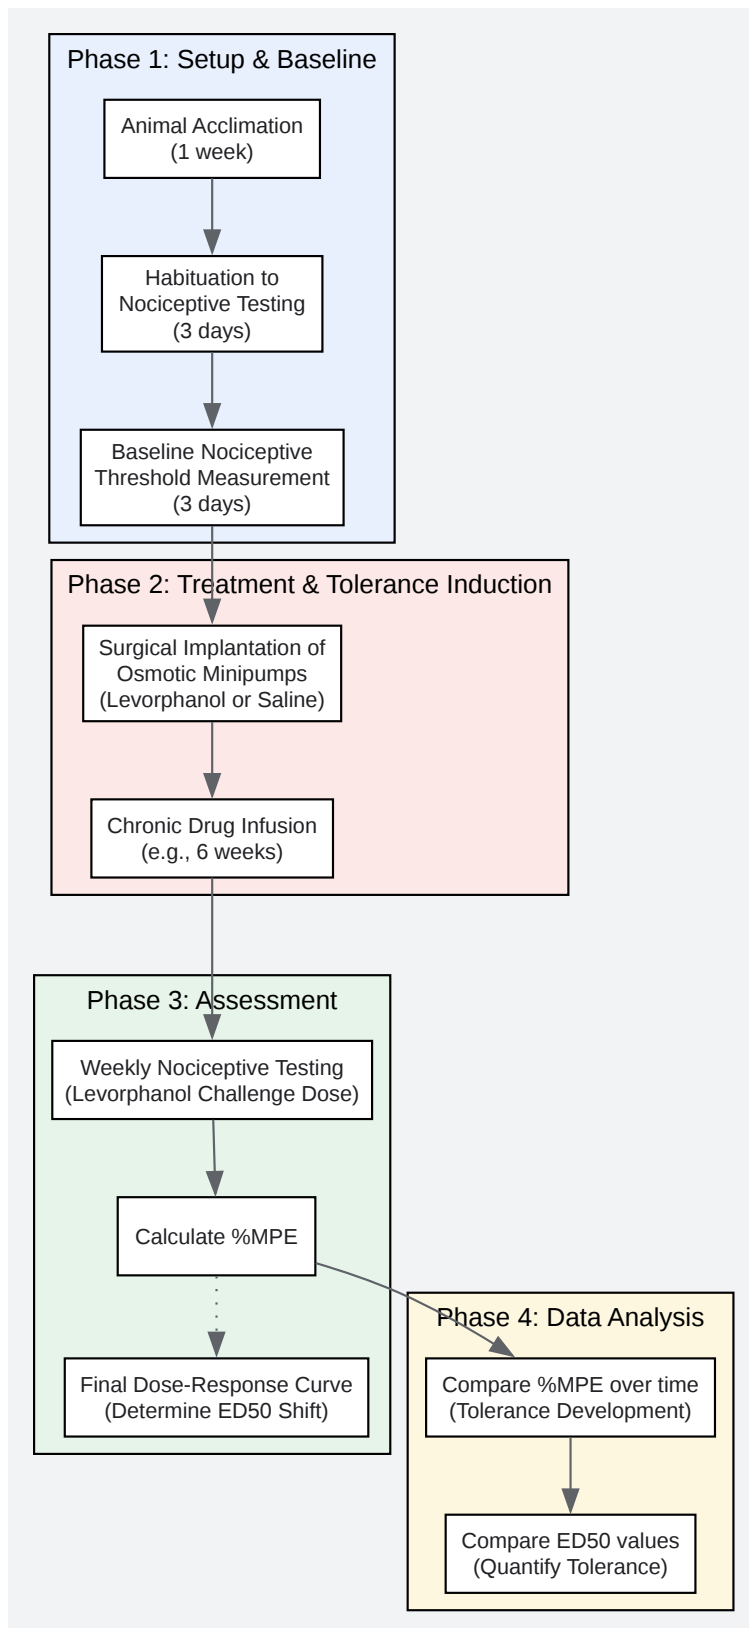 Phase 1: Setup & Baseline
Animal Acclimation
(1 week)
Habituation to
Nociceptive Testing
(3 days)
Baseline Nociceptive
Threshold Measurement
(3 days)
Phase 2: Treatment & Tolerance Induction
Surgical Implantation of
Osmotic Minipumps
(Levorphanol or Saline)
Chronic Drug Infusion
(e.g., 6 weeks)
Phase 3: Assessment
Weekly Nociceptive Testing
(Levorphanol Challenge Dose)
Calculate %MPE
Final Dose-Response Curve
(Determine ED50 Shift)
Phase 4: Data Analysis
Compare %MPE over time
(Tolerance Development)
Compare ED50 values
(Quantify Tolerance)